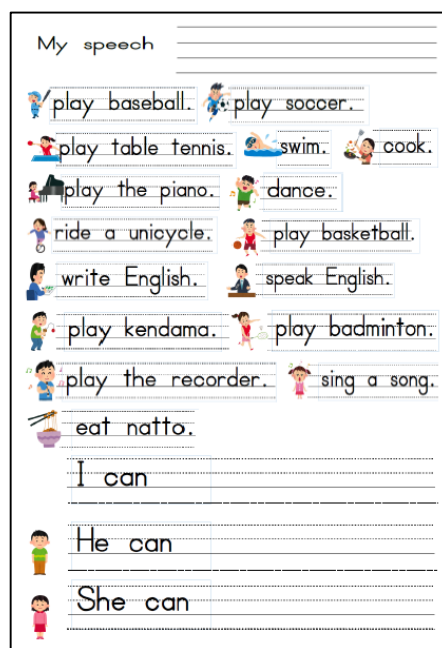 My speech
play baseball. play soccer.
play table tennis. swim. cook.
play the piano. dance.
ride a unicycle. play basketball.
write English. speak English.
play kendama. play badminton.
play the recorder. sing a song.
eat natto.
I can
He can
She can